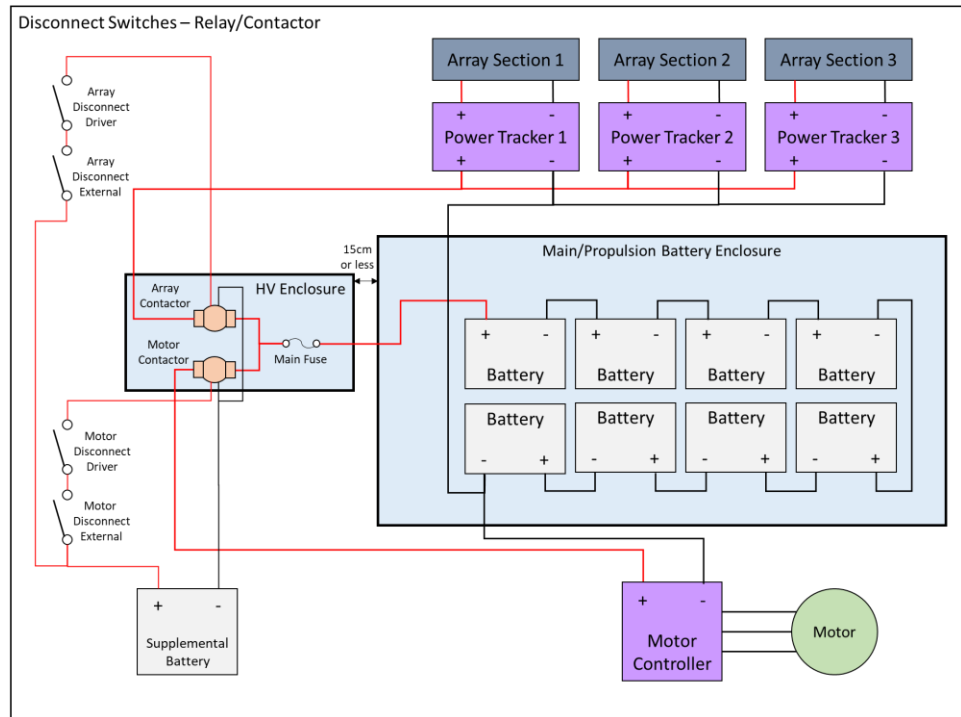 Disconnect Switches – Relay/Contactor
Array Section 1
Array Section 2
Array Section 3
+ -
Power Tracker 1
+ -
+ -
Power Tracker 2
+ -
+ -
Power Tracker 3
+ -
Array
Disconnect
Driver
Array
Disconnect
External
15cm
or less
Main/Propulsion Battery Enclosure
HV Enclosure
Array
Contactor
Motor
Contactor
Main Fuse
+ -
Battery
+ -
Battery
+ -
Battery
+ -
Battery
Battery
- +
Battery
- +
Battery
- +
Battery
- +
Motor
Disconnect
Driver
Motor
Disconnect
External
+ -
Supplemental
Battery
+ -
Motor
Controller
Motor